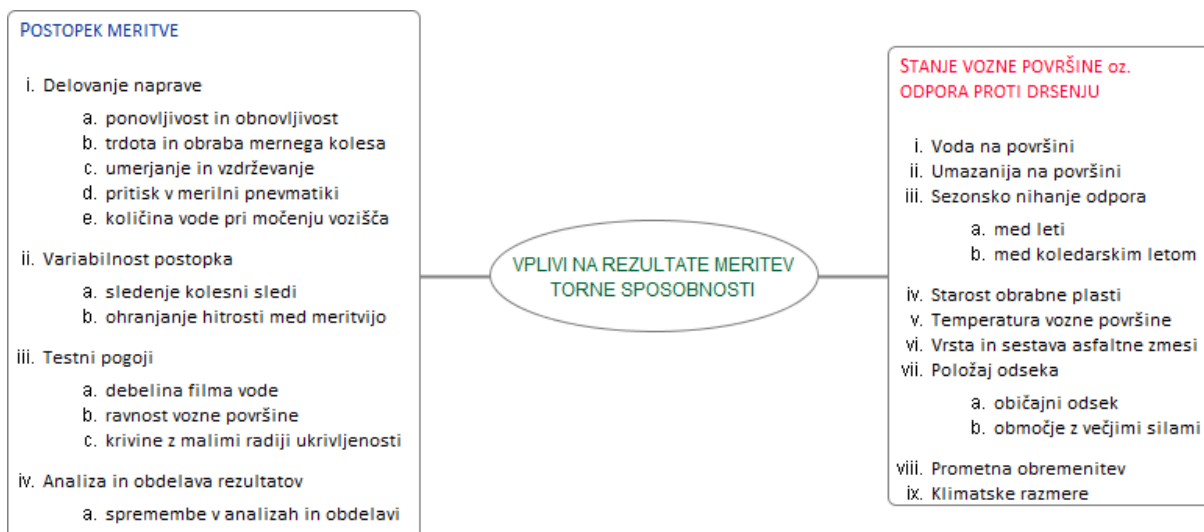 POSTOPEK MERITVE
i. Delovanje naprave
a. ponovljivost in obnovljivost
b. trdota in obraba mernega kolesa
c. umerjanje in vzdrževanje
d. pritisk v merilni pnevmatiki
e. količina vode pri močenju vozišča
ii. Variabilnost postopka
a. sledenje kolesni sledi
b. ohranjanje hitrosti med meritvijo
iii. Testni pogoji
a. debelina filma vode
b. ravnost vozne površine
c. krivine z malimi radiji ukrivljenosti
iv. Analiza in obdelava rezultatov
a. spremembe v analizah in obdelavi
VPLIVI NA REZULTATE MERITEV
TORNE SPOSOBNOSTI
STANJE VOZNE POVRŠINE oz.
ODPORA PROTI DRSENJU
i. Voda na površini
ii. Umazanija na površini
iii. Sezonsko nihanje odpora
a. med leti
b. med koledarskim letom
iv. Starost obrabne plasti
v. Temperatura vozne površine
vi. Vrsta in sestava asfaltne zmesi
vii. Položaj odseka
a. običajni odsek
b. območje z večjimi silami
viii. Prometna obremenitev
ix. Klimatske razmere